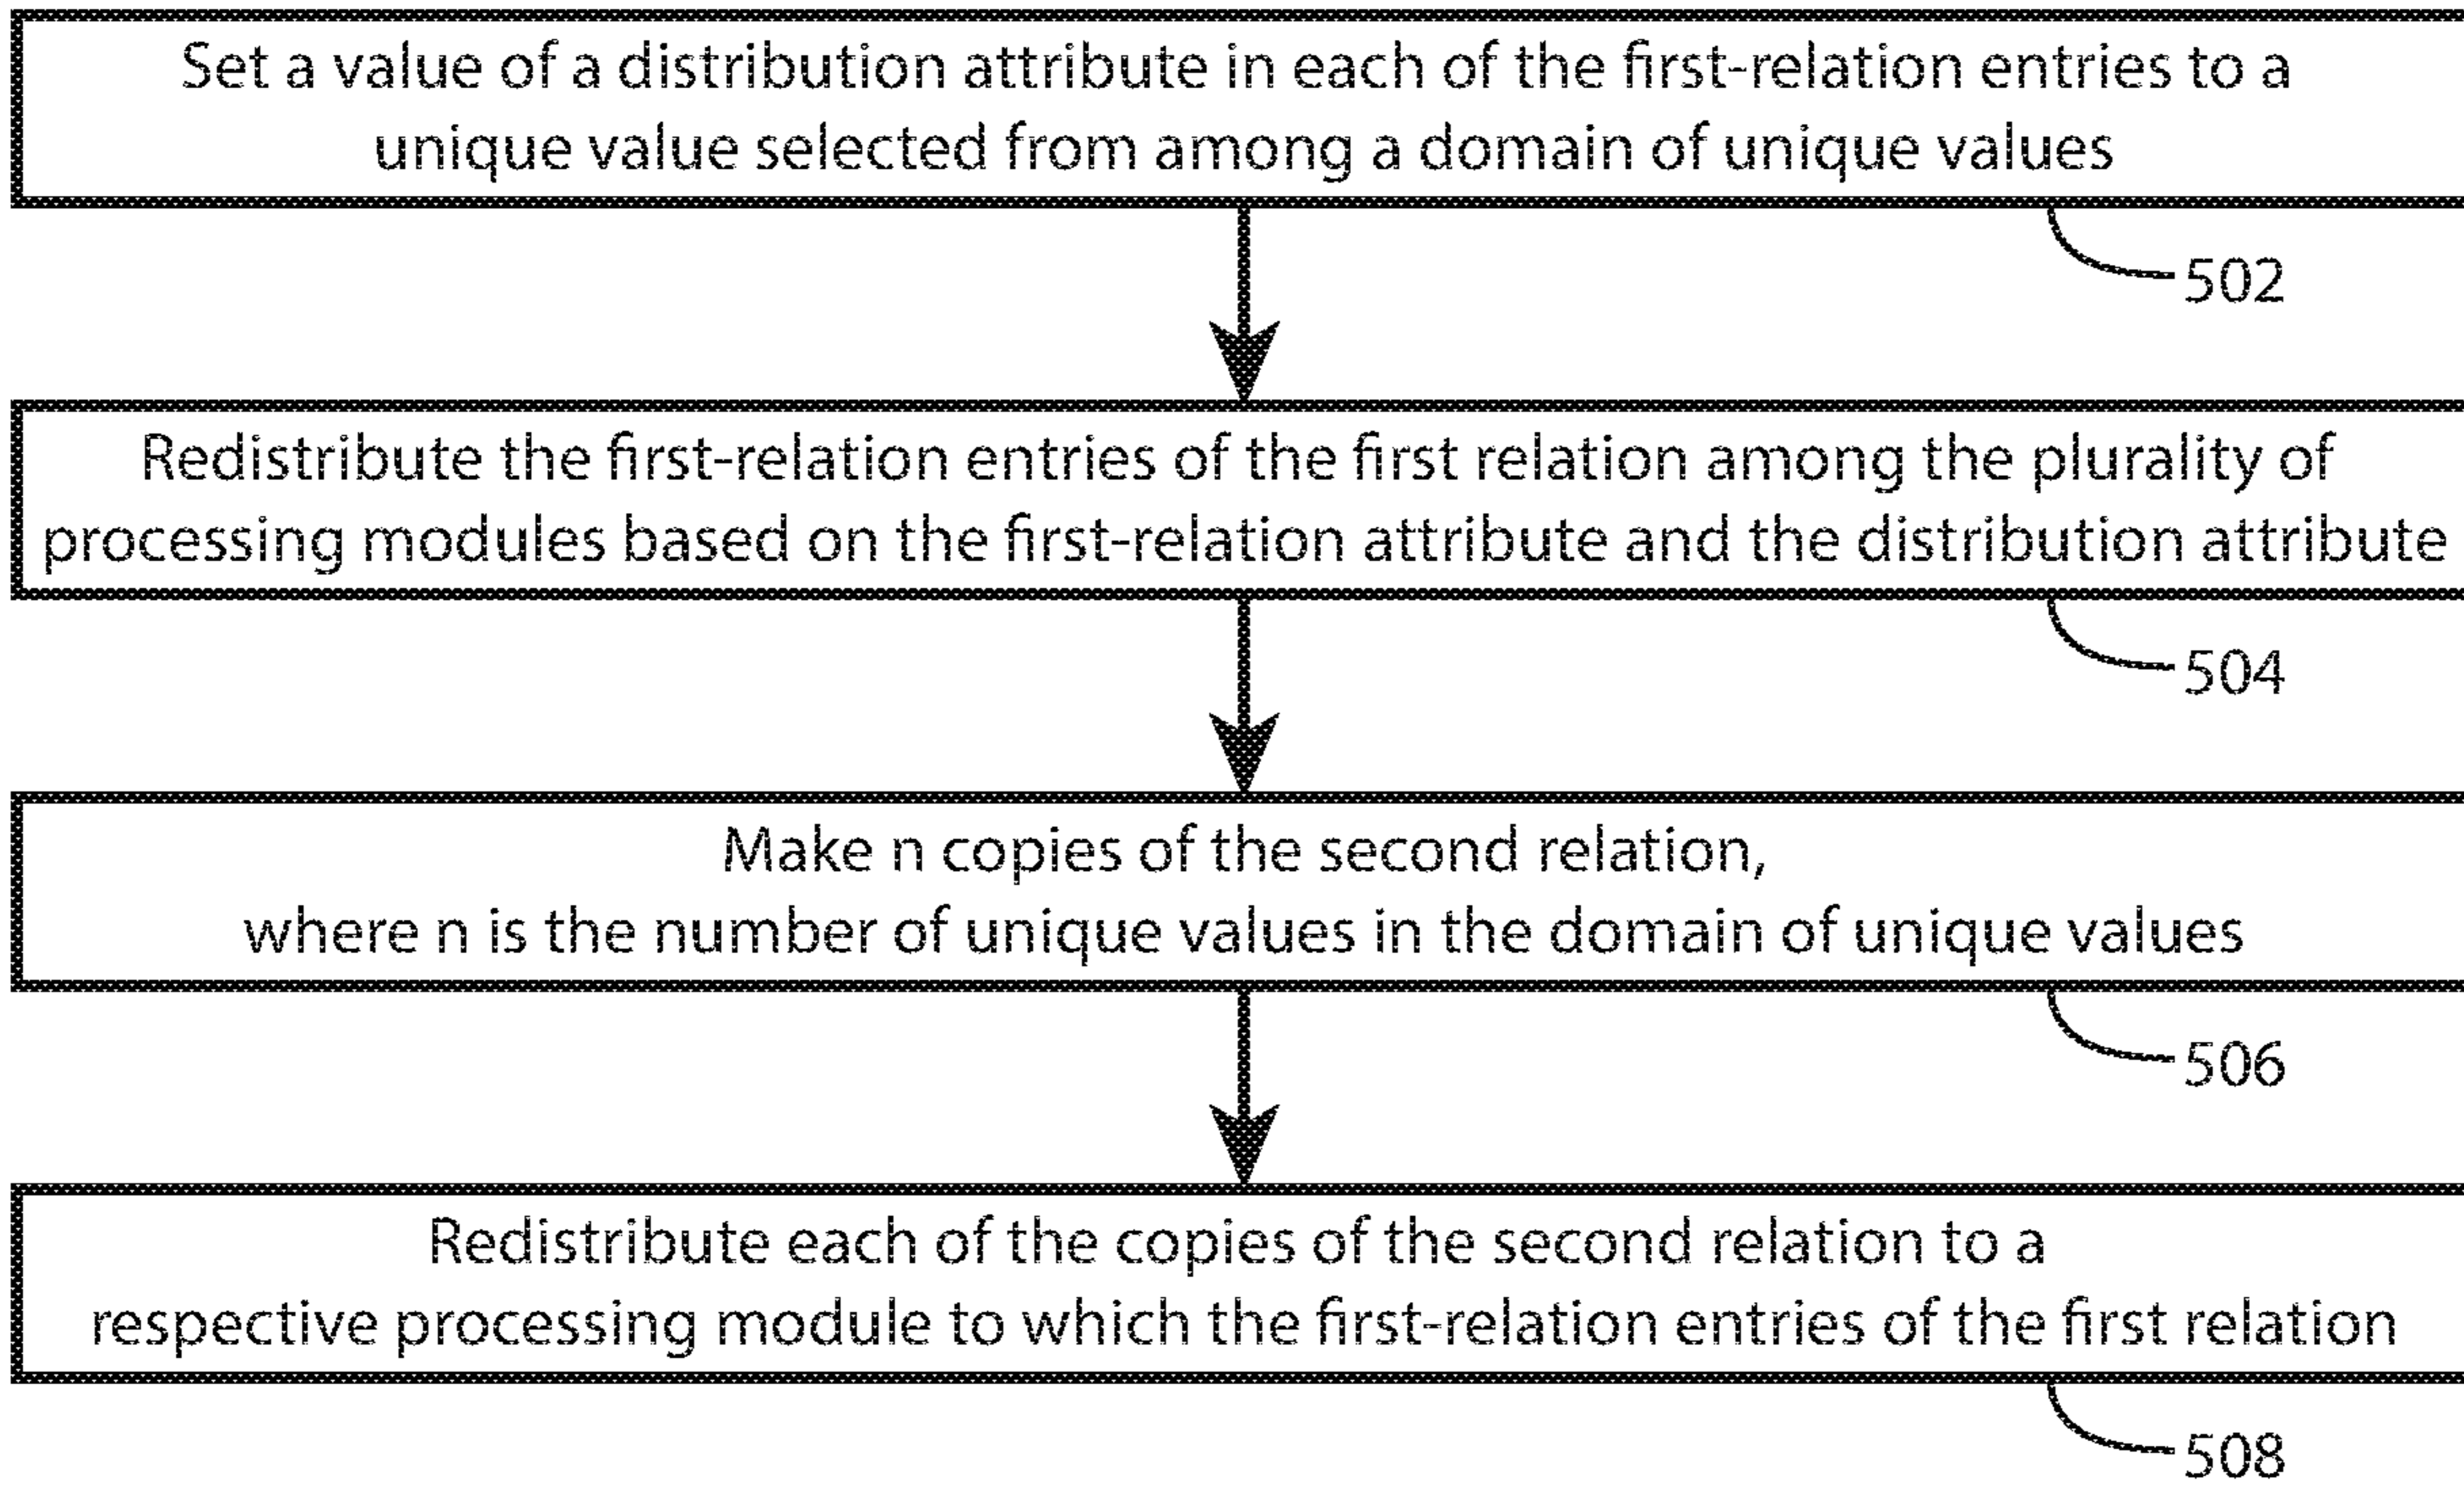 Set a value of a distribution attribute in each of the first-relation entries to a
unique value selected from among a domain of unique values
502
Redistribute the first-relation entries of the first relation among the plurality of
processing modules based on the first-relation attribute and the distribution attribute
504
Make n copies of the second relation,
where n is the number of unique values in the domain of unique values
506
Redistribute each of the copies of the second relation to a
respective processing module to which the first-relation entries of the first relation
508